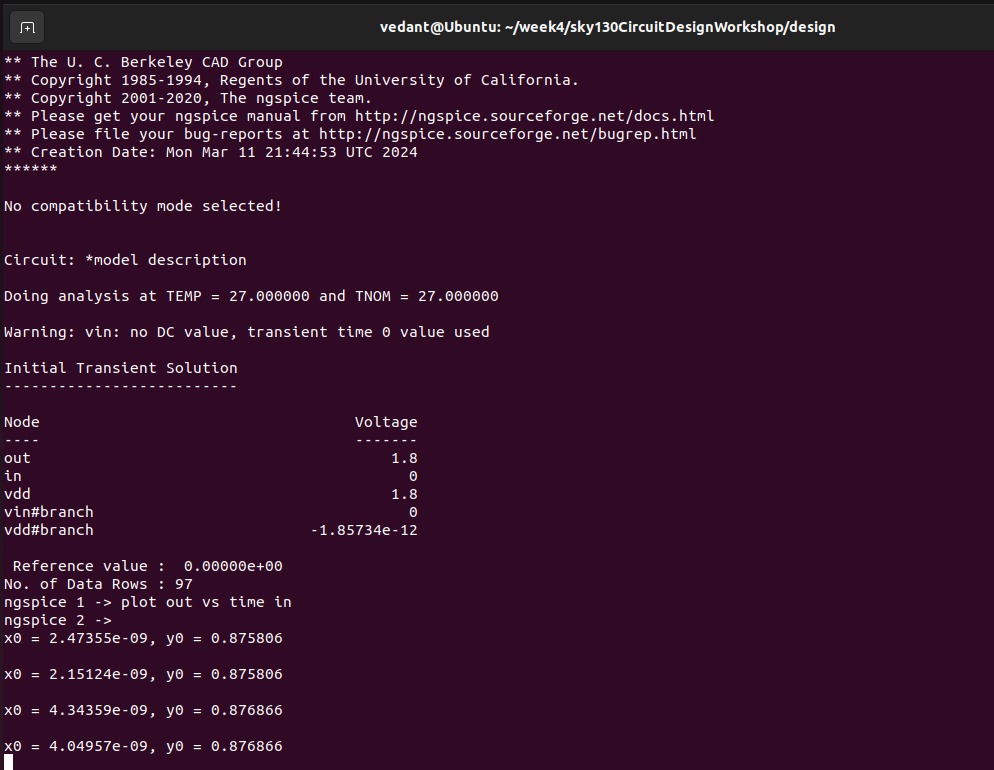 vedant@Ubuntu: ~/week4/sky130CircuitDesignWorkshop/design
** The U. C. Berkeley CAD Group
** Copyright 1985-1994, Regents of the University of California.
** Copyright 2001-2020, The ngspice team.
** Please get your ngspice manual from http://ngspice.sourceforge.net/docs.html
** Please file your bug-reports at http://ngspice.sourceforge.net/bugrep.html
** Creation Date: Mon Mar 11 21:44:53 UTC 2024
******
No compatibility mode selected!
Circuit: *model description
Doing analysis at TEMP = 27.000000 and TNOM = 27.000000
Warning: vin: no DC value, transient time 0 value used
Initial Transient Solution
--------------------------
Node                                   Voltage
----                                   -------
out                                        1.8
in                                           0
vdd                                        1.8
vin#branch                                   0
vdd#branch                        -1.85734e-12
Reference value :  0.00000e+00
No. of Data Rows : 97
ngspice 1 -> plot out vs time in
ngspice 2 ->
x0 = 2.47355e-09, y0 = 0.875806
x0 = 2.15124e-09, y0 = 0.875806
x0 = 4.34359e-09, y0 = 0.876866
x0 = 4.04957e-09, y0 = 0.876866